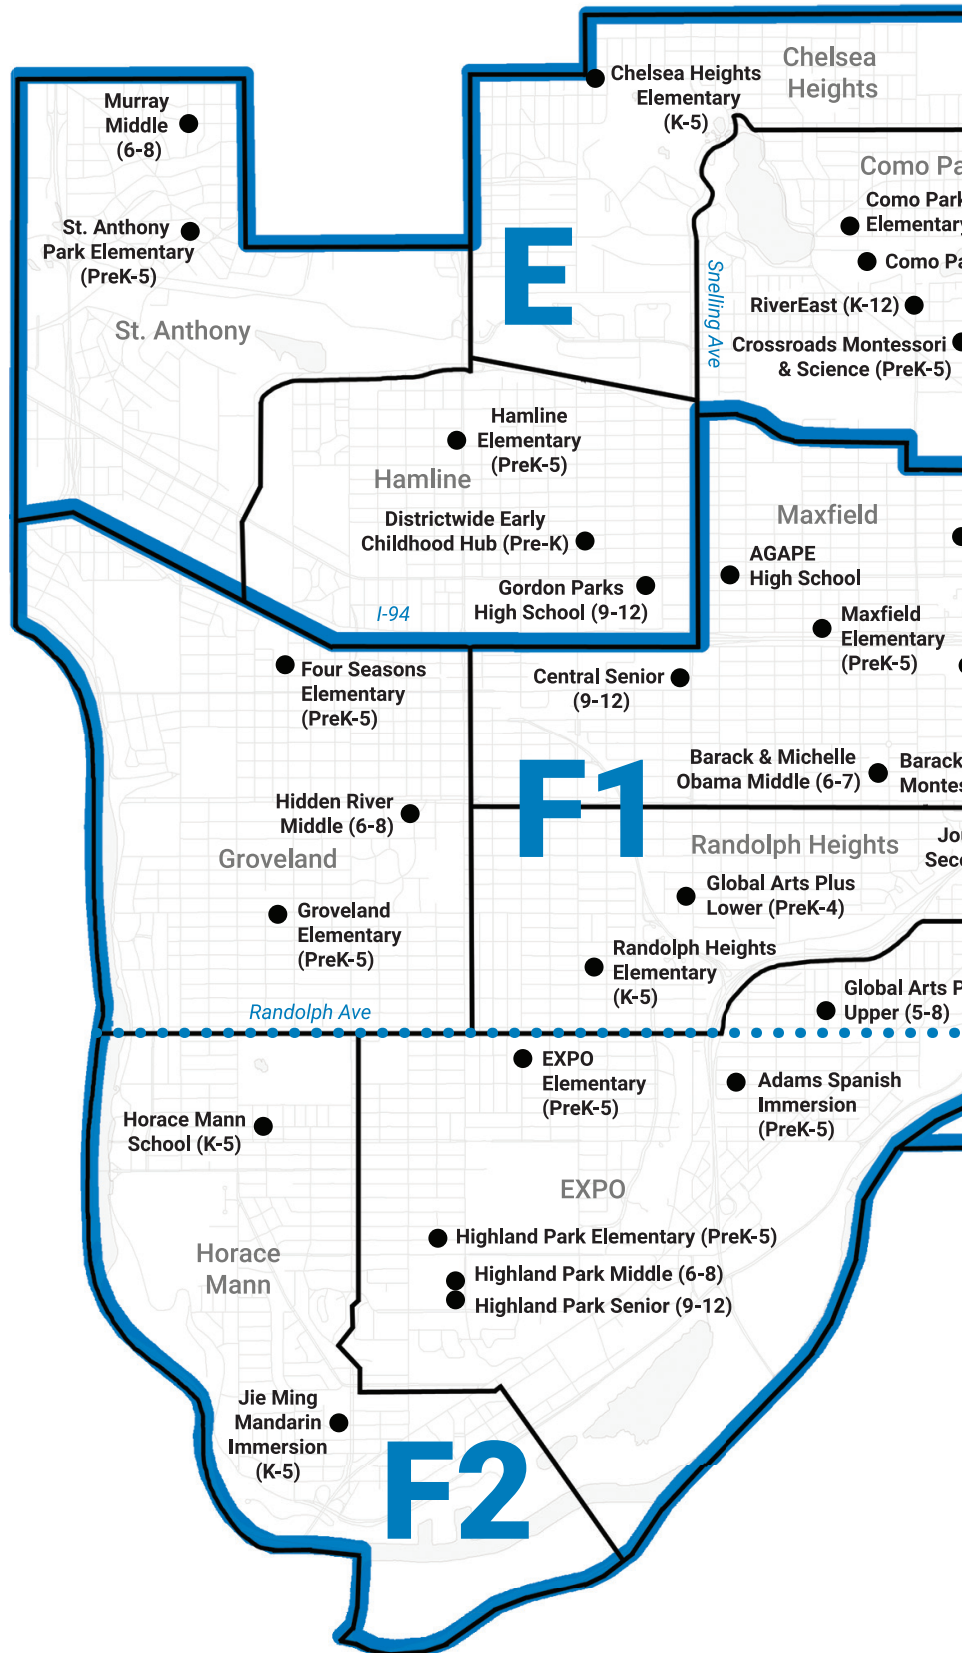 Chelsea
Heights
Chelsea Heights
Elementary
(K-5)
Murray
Middle
(6-8)
Como Pa
Como Park
Elementary
St. Anthony
Park Elementary
(PreK-5)
E
Como Pa
Snelling Ave
RiverEast (K-12)
St. Anthony
Crossroads Montessori
& Science (PreK-5)
Hamline
Elementary
(PreK-5)
Hamline
Maxfield
Districtwide Early
Childhood Hub (Pre-K)
AGAPE
High School
Gordon Parks
High School (9-12)
I-94
Maxfield
Elementary
(PreK-5)
Four Seasons
Elementary
(PreK-5)
Central Senior
(9-12)
Barack & Michelle
Obama Middle (6-7)
Barack
Montes
F1
Hidden River
Middle (6-8)
Groveland
Randolph Heights
Jou
Seco
Global Arts Plus
Lower (PreK-4)
Groveland
Elementary
(PreK-5)
Randolph Heights
Elementary
(K-5)
Randolph Ave
Global Arts P
Upper (5-8)
EXPO
Elementary
(PreK-5)
Adams Spanish
Immersion
(PreK-5)
Horace Mann
School (K-5)
EXPO
Highland Park Elementary (PreK-5)
Horace
Mann
Highland Park Middle (6-8)
Highland Park Senior (9-12)
Jie Ming
Mandarin
Immersion
(K-5)
F2